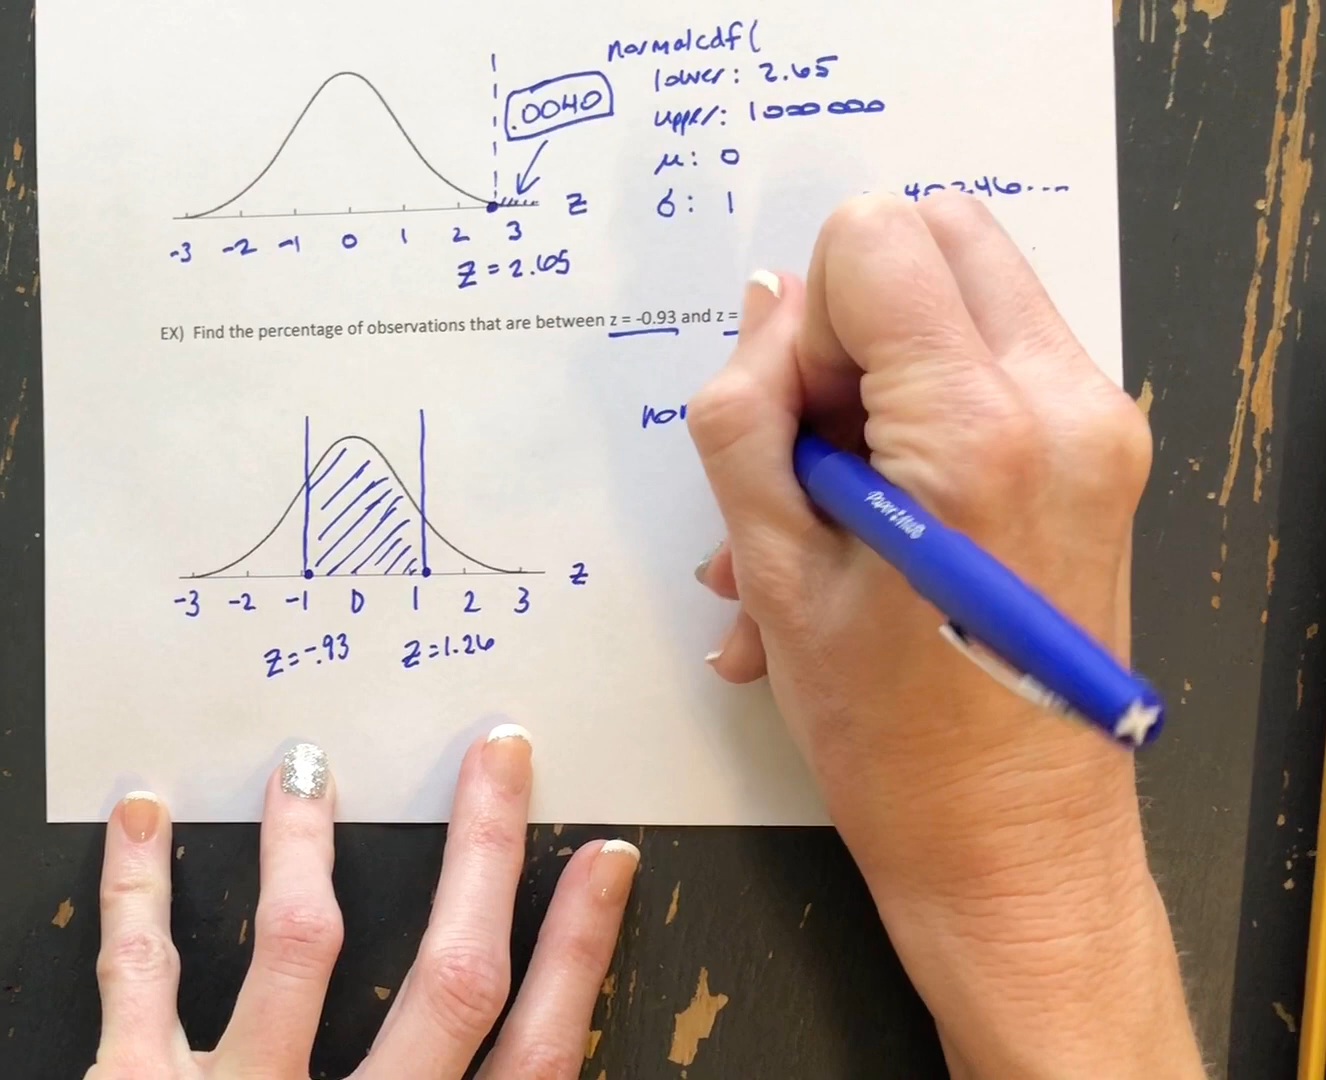 normalcdf(
lower: 2.65
.0040
upper: 1000000
μ: 0
σ: 1
z
-3 -2 -1 0 1 2 3
z = 2.65
EX) Find the percentage of observations that are between z = -0.93 and z =
nor
z
-3 -2 -1 0 1 2 3
z=-.93 z=1.26